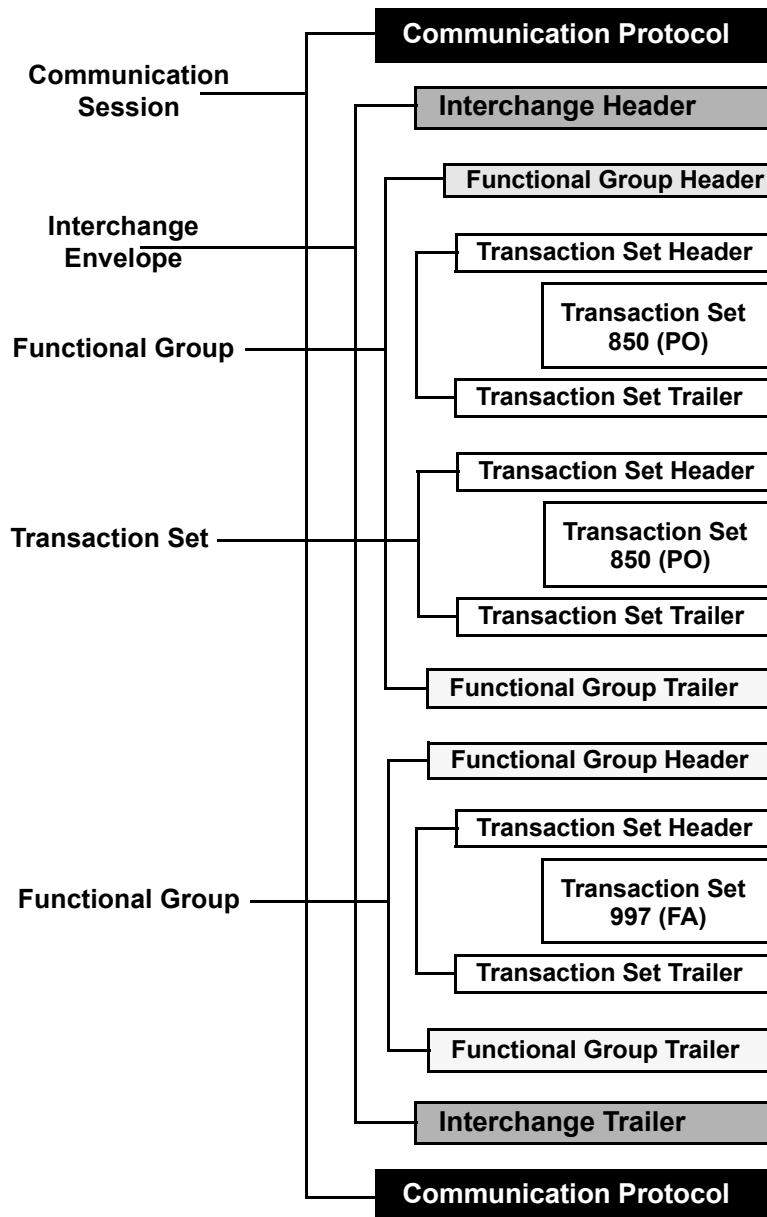 Communication Protocol
Communication
Session
Interchange Header
Functional Group Header
Interchange
Envelope
Transaction Set Header
Transaction Set
850 (PO)
Functional Group
Transaction Set Trailer
Transaction Set Header
Transaction Set
Transaction Set
850 (PO)
Transaction Set Trailer
Functional Group Trailer
Functional Group Header
Transaction Set Header
Functional Group
Transaction Set
997 (FA)
Transaction Set Trailer
Functional Group Trailer
Interchange Trailer
Communication Protocol